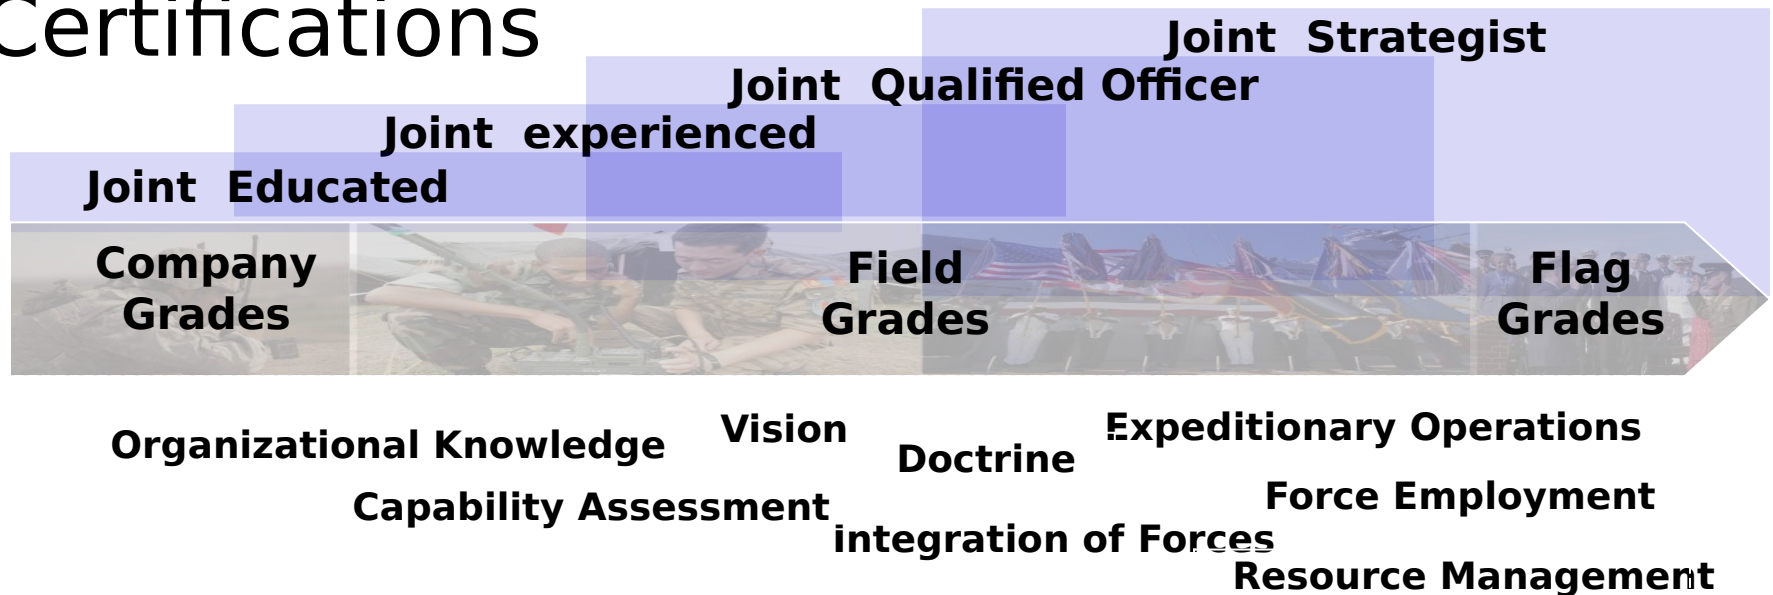 Certifications
Joint Strategist
Joint Qualified Officer
Joint experienced
Joint Educated
Company
Grades
Field
Grades
Flag
Grades
Organizational Knowledge
Vision
Doctrine
Expeditionary Operations
Capability Assessment
integration of Forces
Force Employment
Resource Management